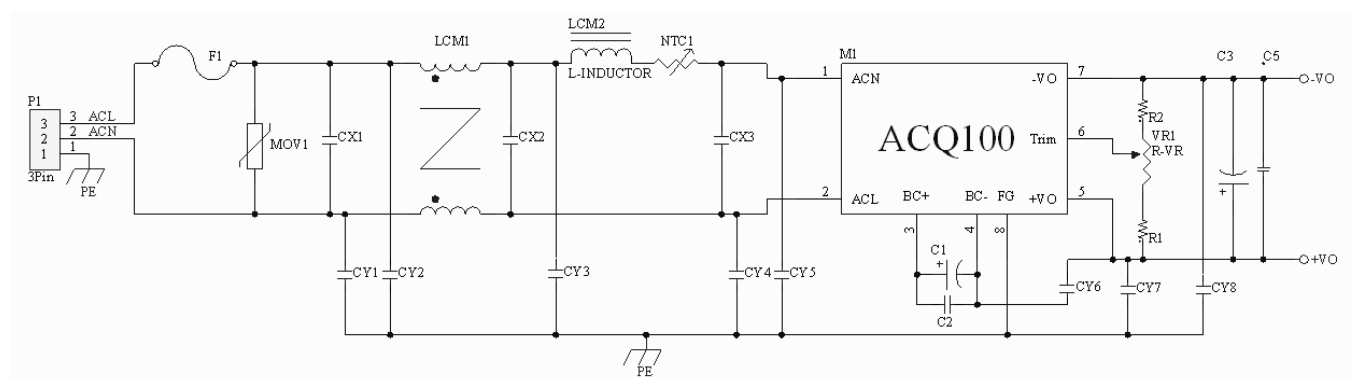 LCM2
F1
LCM1
NTC1
L-INDUCTOR
M1
C3
C5
1
ACN
-VO
7
-VO
P1
3
3
ACL
2
2
ACN
1
1
3Pin
PE
MOV1
CX1
CX2
CX3
ACQ100
R2
VR1
R-VR
Trim
6
2
ACL
BC+
BC-
FG
+VO
5
3
4
8
+
R1
C1
+
+VO
CY1
CY2
CY3
CY4
CY5
CY6
CY7
CY8
C2
PE